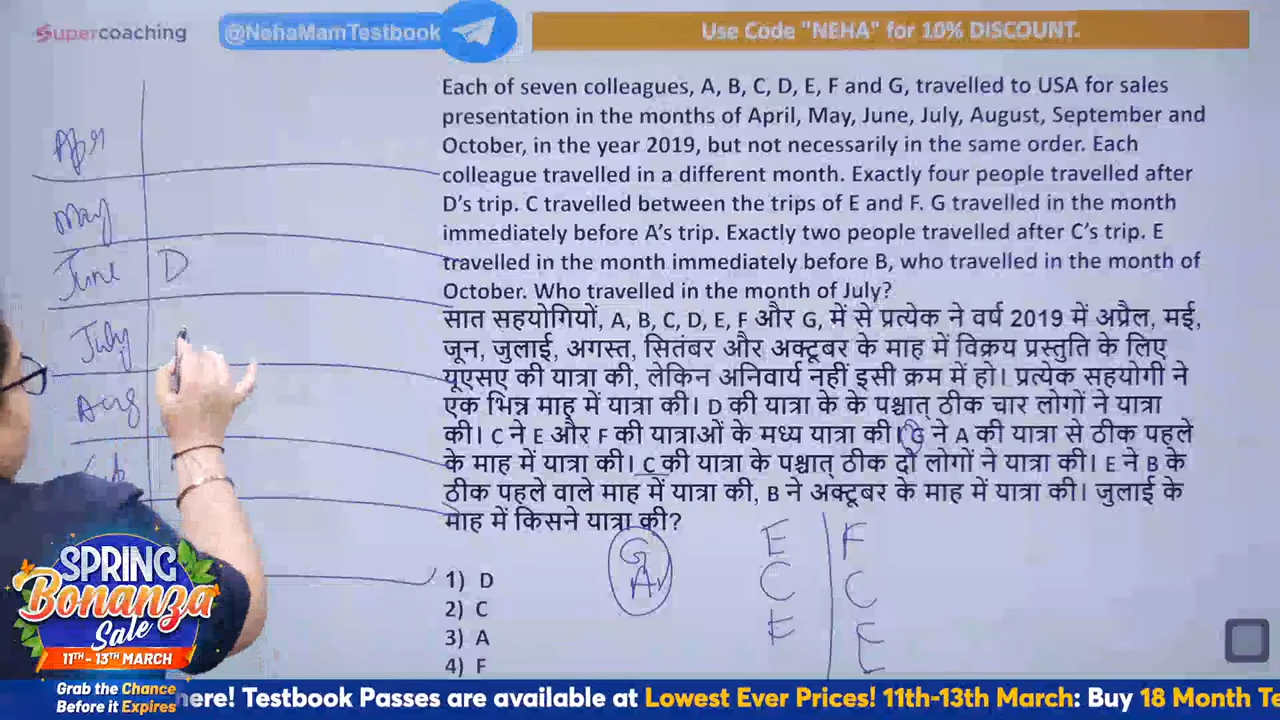 Supercoaching
@NehaMamTestbook
Use Code "NEHA" for 10% DISCOUNT.
Each of seven colleagues, A, B, C, D, E, F and G, travelled to USA for sales
presentation in the months of April, May, June, July, August, September and
October, in the year 2019, but not necessarily in the same order. Each
colleague travelled in a different month. Exactly four people travelled after
D's trip. C travelled between the trips of E and F. G travelled in the month
immediately before A's trip. Exactly two people travelled after C's trip. E
travelled in the month immediately before B, who travelled in the month of
October. Who travelled in the month of July?
सात सहयोगियों, A, B, C, D, E, F और G, में से प्रत्येक ने वर्ष 2019 में अप्रैल, मई,
जून, जुलाई, अगस्त, सितंबर और अक्टूबर के माह में विक्रय प्रस्तुति के लिए
यूएसए की यात्रा की, लेकिन अनिवार्य नहीं इसी क्रम में हो। प्रत्येक सहयोगी ने
एक भिन्न माह में यात्रा की। D की यात्रा के के पश्चात् ठीक चार लोगों ने यात्रा
की। C ने E और F की यात्राओं के मध्य यात्रा की। G ने A की यात्रा से ठीक पहले
के माह में यात्रा की। C की यात्रा के पश्चात् ठीक दो लोगों ने यात्रा की। E ने B के
ठीक पहले वाले माह में यात्रा की, B ने अक्टूबर के माह में यात्रा की। जुलाई के
माह में किसने यात्रा की?
1) D
2) C
3) A
4) F
Apr
May
June D
July
Aug
G
A
E F
C C
E
SPRING
Bonanza
Sale
11TH - 13TH MARCH
Grab the Chance
Before it Expires
here! Testbook Passes are available at Lowest Ever Prices! 11th-13th March: Buy 18 Month